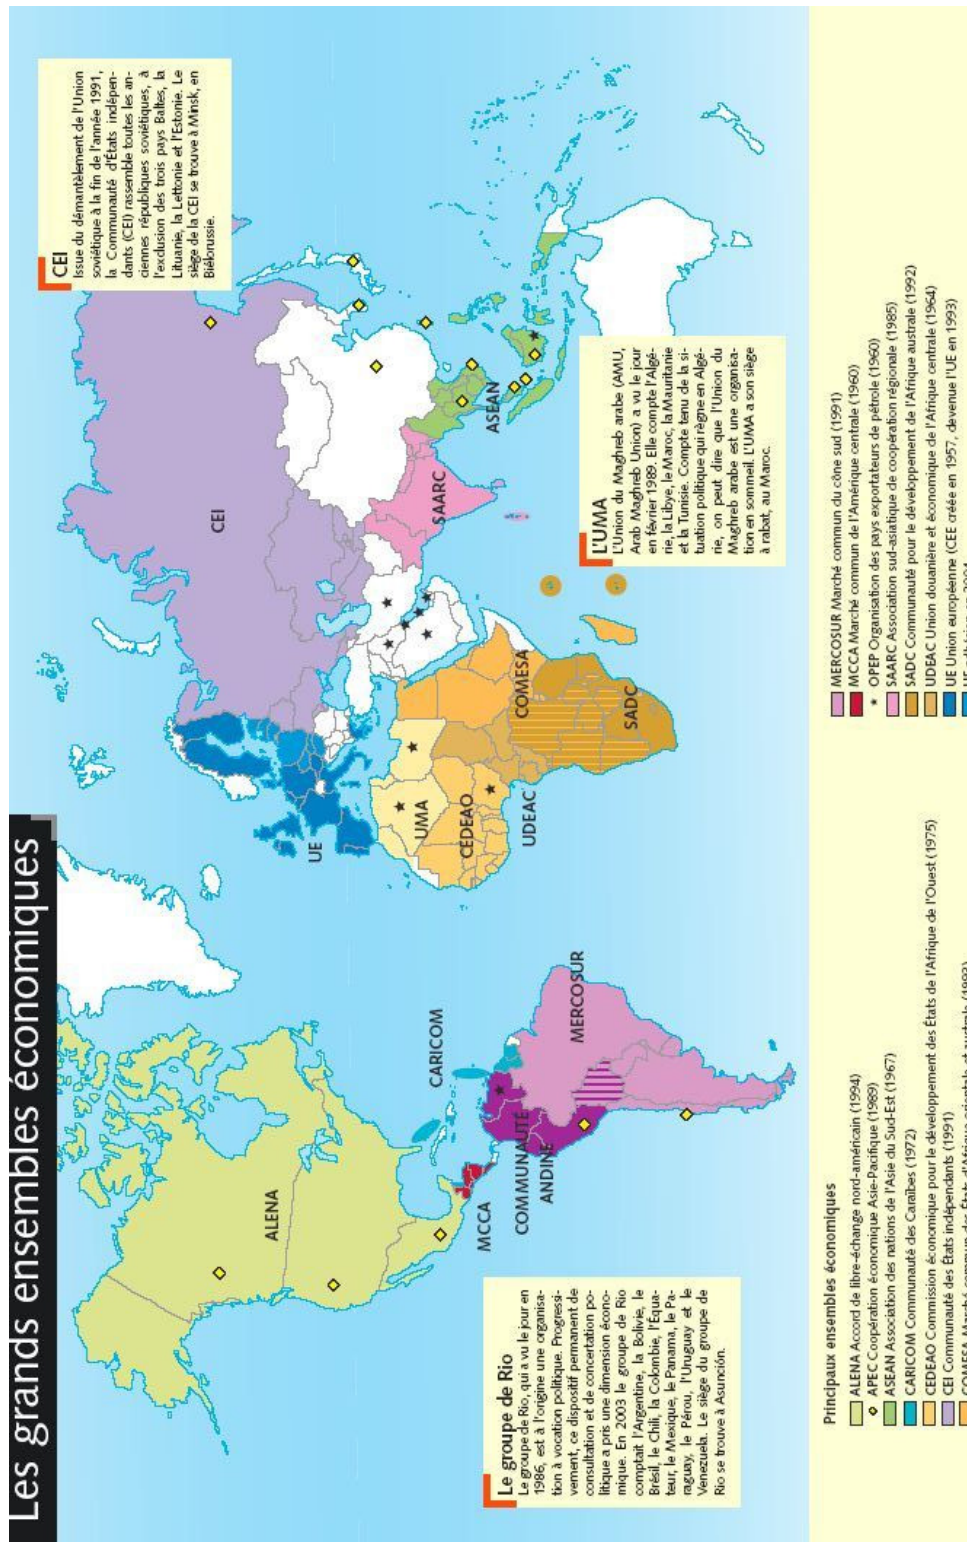 Les grands ensembles économiques
CEI
Issue du démantèlement de l'Union
soviétique à la fin de l'année 1991,
la Communauté d'États indépen-
dants (CEI) rassemble toutes les an-
ciennes républiques soviétiques, à
l'exclusion des trois pays Baltes, la
Lituanie, la Lettonie et l'Estonie. Le
siège de la CEI se trouve à Minsk, en
Biélorussie.
ALENA
CEI
UE
CARICOM
MCCA
COMMUNAUTÉ
ANDINE
MERCOSUR
UMA
CEDEAO
UDEAC
COMESA
SADC
SAARC
ASEAN
Le groupe de Rio
Le groupe de Rio, qui a vu le jour en
1986, est à l'origine une organisa-
tion à vocation politique. Progressi-
vement, ce dispositif permanent de
consultation et de concertation po-
litique a pris une dimension écono-
mique. En 2003 le groupe de Rio
comptait l'Argentine, la Bolivie, le
Brésil, le Chili, la Colombie, l'Équa-
teur, le Mexique, le Panama, le Pa-
raguay, le Pérou, l'Uruguay et le
Venezuela. Le siège du groupe de
Rio se trouve à Asunción.
L'UMA
L'Union du Maghreb arabe (AMU,
Arab Maghreb Union) a vu le jour
en février 1989. Elle compte l'Algé-
rie, la Libye, le Maroc, la Mauritanie
et la Tunisie. Compte tenu de la si-
tuation politique qui règne en Algé-
rie, on peut dire que l'Union du
Maghreb arabe est une organisa-
tion en sommeil. L'UMA a son siège
à rabat, au Maroc.
Principaux ensembles économiques
ALENA Accord de libre-échange nord-américain (1994)
APEC Coopération économique Asie-Pacifique (1989)
ASEAN Association des nations de l'Asie du Sud-Est (1967)
CARICOM Communauté des Caraïbes (1972)
CEDEAO Commission économique pour le développement des États de l'Afrique de l'Ouest (1975)
CEI Communauté des États indépendants (1991)
COMESA Marché commun des États d'Afrique orientale et australe (1993)
MERCOSUR Marché commun du cône sud (1991)
MCCA Marché commun de l'Amérique centrale (1960)
OPEP Organisation des pays exportateurs de pétrole (1960)
SAARC Association sud-asiatique de coopération régionale (1985)
SADC Communauté pour le développement de l'Afrique australe (1992)
UDEAC Union douanière et économique de l'Afrique centrale (1964)
UE Union européenne (CEE créée en 1957, devenue l'UE en 1993)